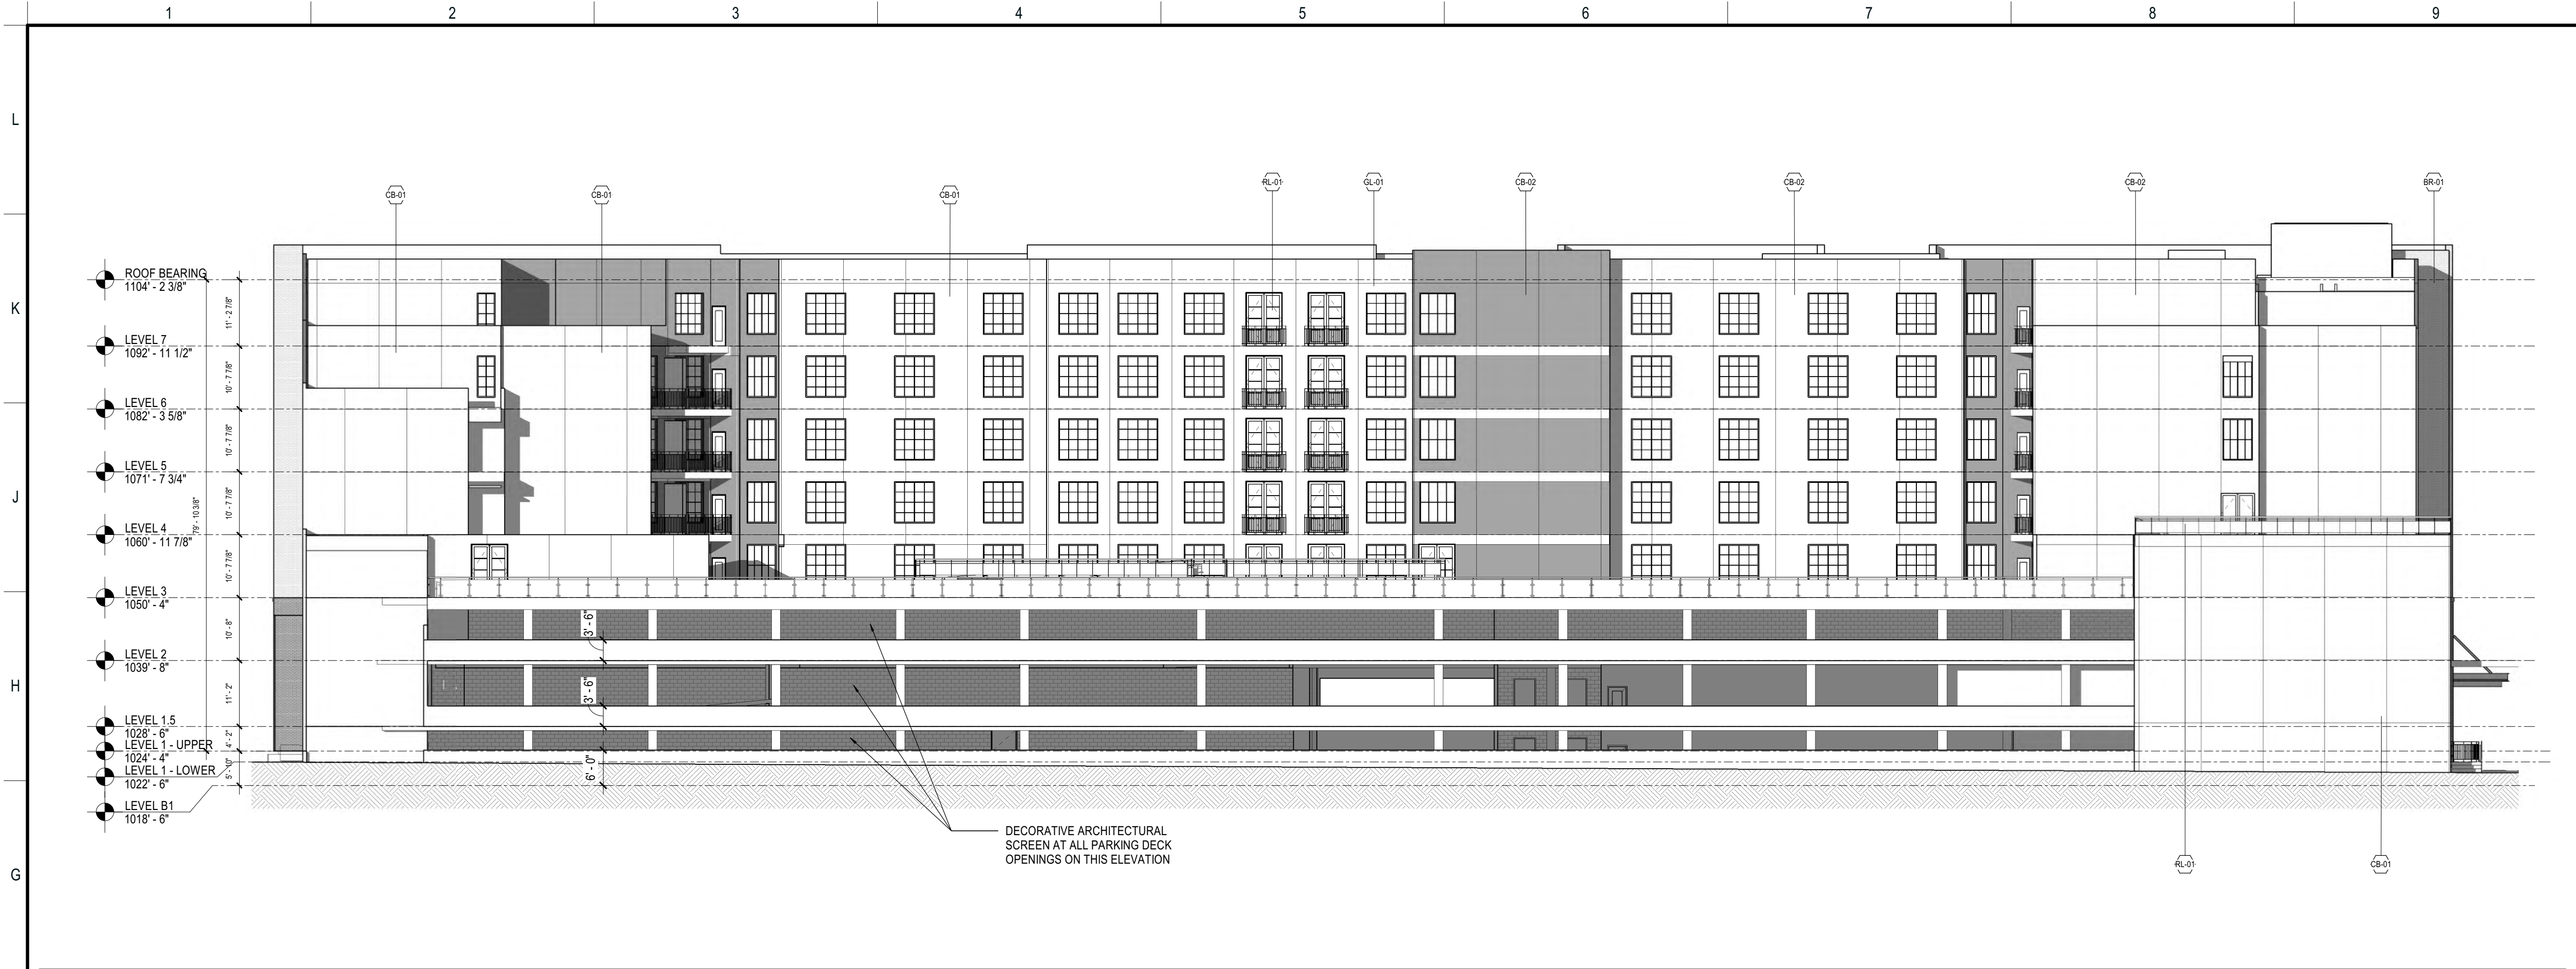 1 2 3 4 5 6 7 8 9
L
K
J
H
G
CB-01
CB-01
CB-01
RL-01
GL-01
CB-02
CB-02
CB-02
BR-01
ROOF BEARING
1104' - 2 3/8"
11' - 2 7/8"
LEVEL 7
1092' - 11 1/2"
10' - 7 7/8"
LEVEL 6
1082' - 3 5/8"
10' - 7 7/8"
LEVEL 5
1071' - 7 3/4"
10' - 7 7/8"
79' - 10 3/8"
LEVEL 4
1060' - 11 7/8"
10' - 7 7/8"
LEVEL 3
1050' - 4"
10' - 8"
3' - 6"
LEVEL 2
1039' - 8"
11' - 2"
3' - 6"
LEVEL 1.5
1028' - 6"
4' - 2"
LEVEL 1 - UPPER
1024' - 4"
5' - 10"
6' - 0"
LEVEL 1 - LOWER
1022' - 6"
LEVEL B1
1018' - 6"
DECORATIVE ARCHITECTURAL
SCREEN AT ALL PARKING DECK
OPENINGS ON THIS ELEVATION
RL-01
CB-01